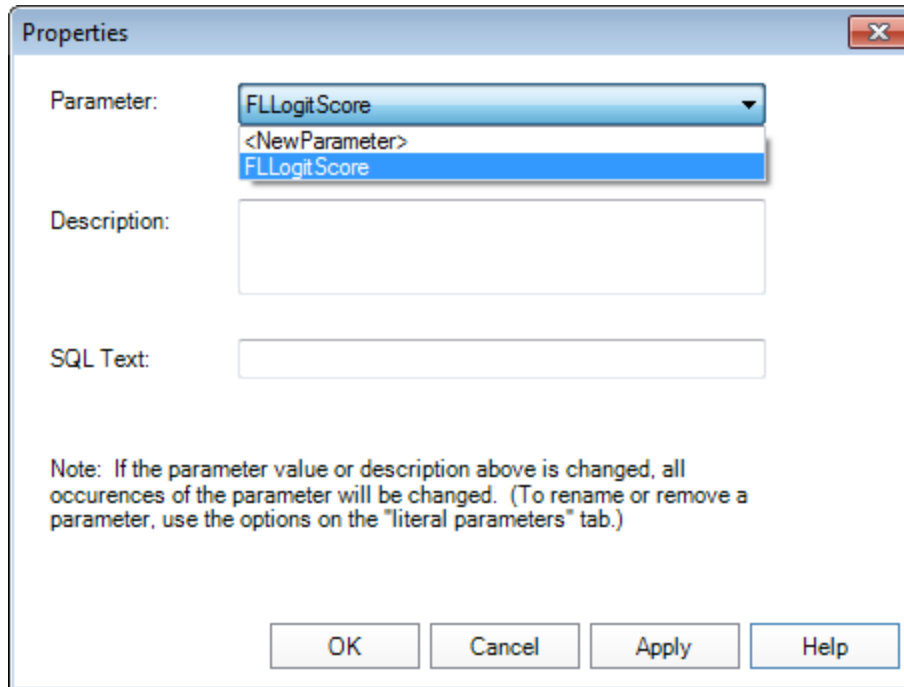 Properties
Parameter: FLLogitScore
<NewParameter>
FLLogitScore
Description:
SQL Text:
Note: If the parameter value or description above is changed, all
occurences of the parameter will be changed. (To rename or remove a
parameter, use the options on the "literal parameters" tab.)
OK Cancel Apply Help